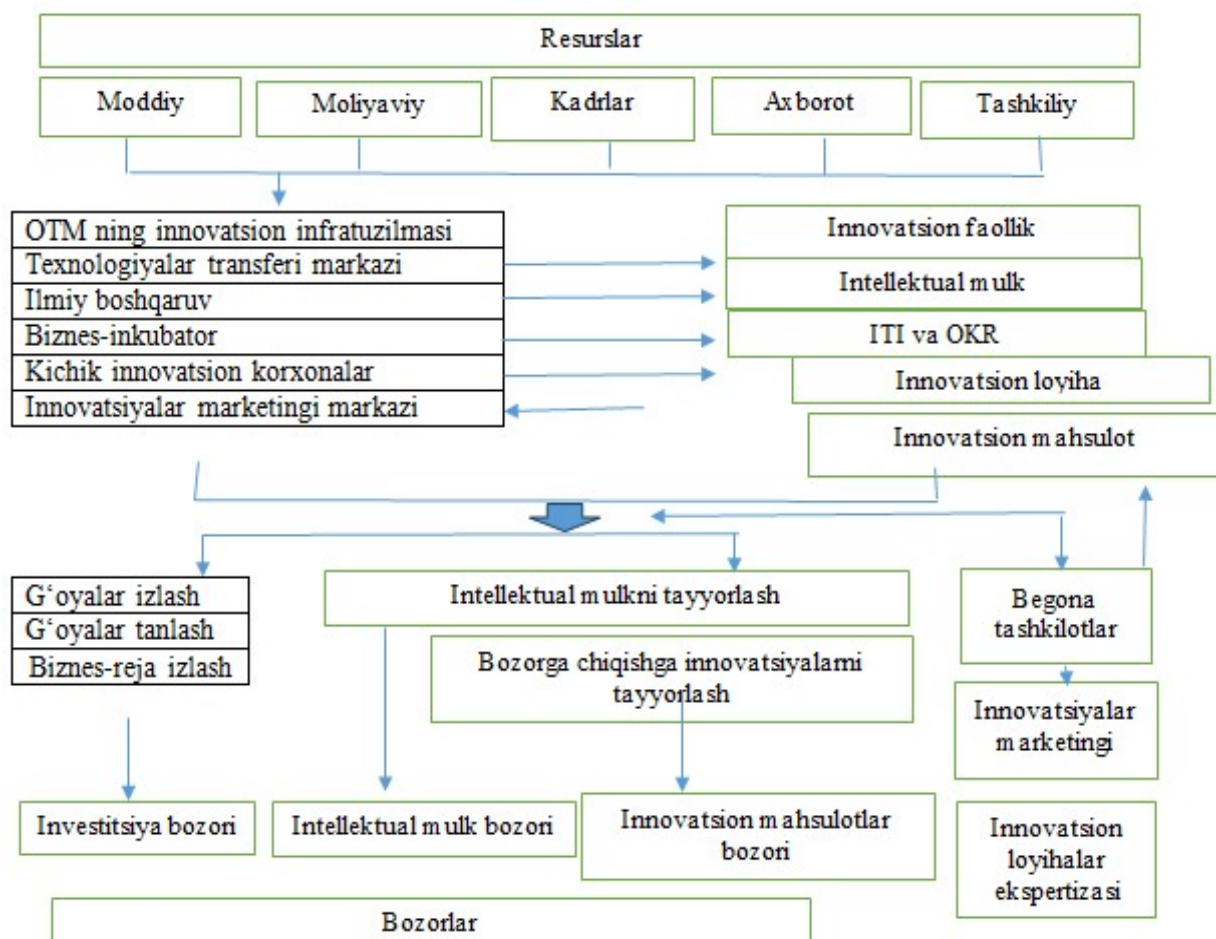 Resurslar
Moddiy
Moliyaviy
Kadrlar
Axborot
Tashkiliy
OTM ning innovatsion infratuzilmasi
Texnologiyalar transferi markazi
Ilmiy boshqaruv
Biznes-inkubator
Kichik innovatsion korxonalar
Innovatsiyalar marketingi markazi
Innovatsion faollik
Intellektual mulk
ITI va OKR
Innovatsion loyiha
Innovatsion mahsulot
G‘oyalar izlash
G‘oyalar tanlash
Biznes-reja izlash
Intellektual mulkni tayyorlash
Bozorga chiqishga innovatsiyalarni
tayyorlash
Begona
tashkilotlar
Innovatsiyalar
marketingi
Investitsiya bozori
Intellektual mulk bozori
Innovatsion mahsulotlar
bozori
Innovatsion
loyihalar
ekspertizasi
Bozorlar